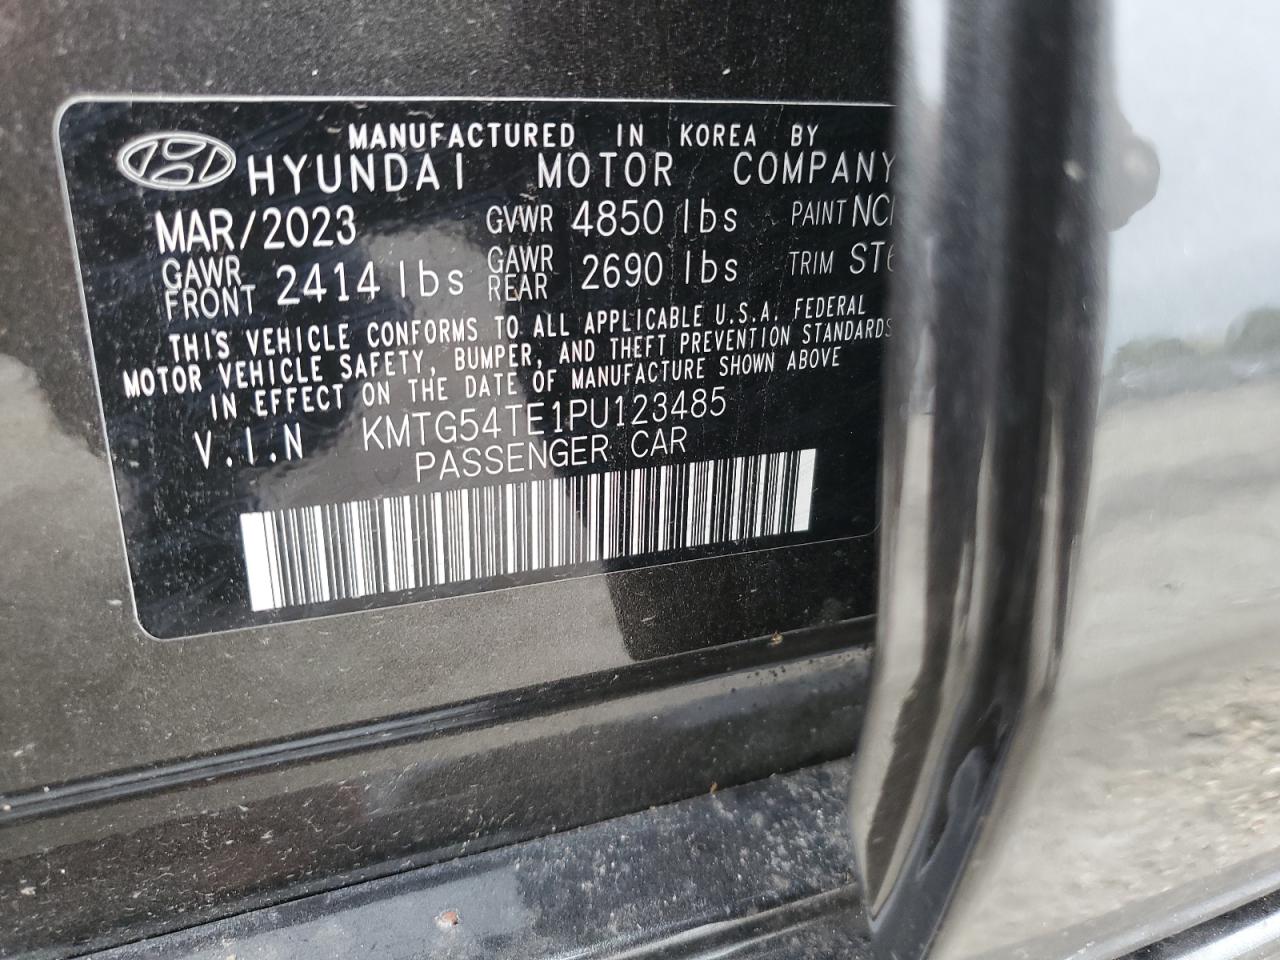 MANUFACTURED IN KOREA BY
HYUNDAI MOTOR COMPANY
MAR/2023 GVWR 4850 lbs PAINT
GAWR FRONT 2414 lbs GAWR REAR 2690 lbs TRIM
THIS VEHICLE CONFORMS TO ALL APPLICABLE U.S.A. FEDERAL
MOTOR VEHICLE SAFETY, BUMPER, AND THEFT PREVENTION STANDARDS
IN EFFECT ON THE DATE OF MANUFACTURE SHOWN ABOVE
V.I.N KMTG54TE1PU123485
PASSENGER CAR